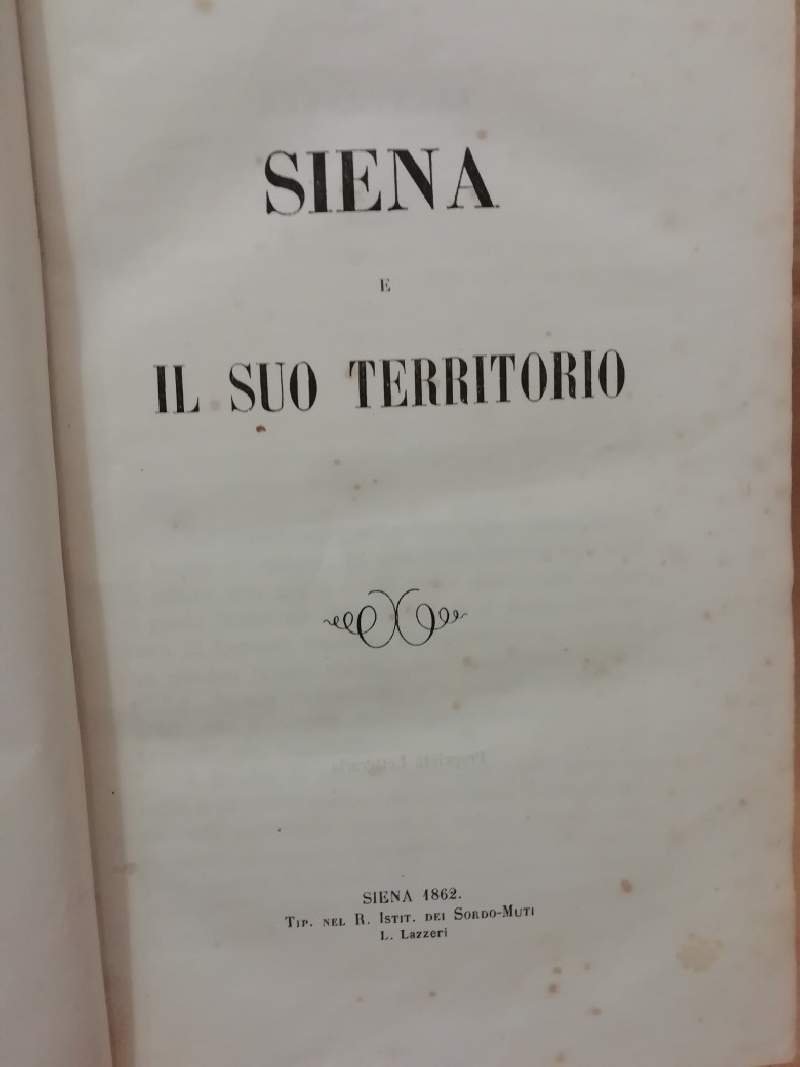 SIENA
E
IL SUO TERRITORIO
SIENA 1862.
TIP. NEL R. ISTIT. DEI SORDO-MUTI
L. Lazzeri